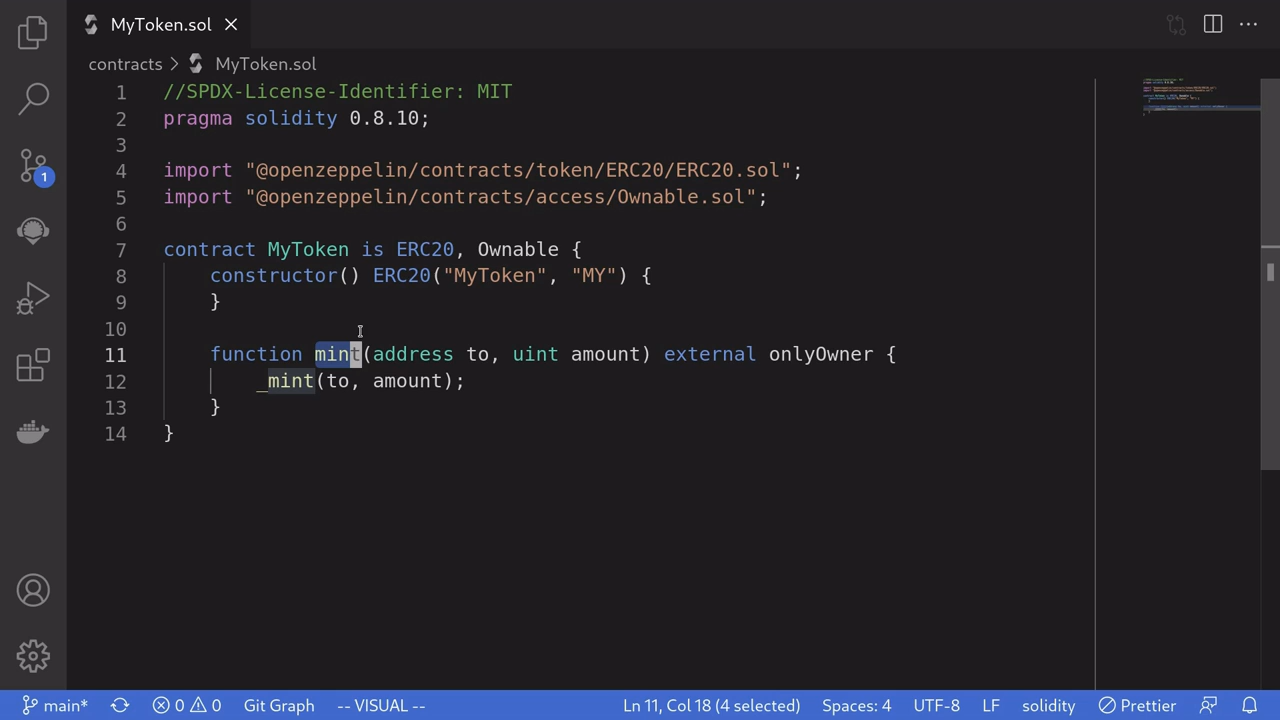 MyToken.sol
contracts > MyToken.sol
1 //SPDX-License-Identifier: MIT
2 pragma solidity 0.8.10;
3
4 import "@openzeppelin/contracts/token/ERC20/ERC20.sol";
5 import "@openzeppelin/contracts/access/Ownable.sol";
6
7 contract MyToken is ERC20, Ownable {
8 constructor() ERC20("MyToken", "MY") {
9 }
10
11 function mint(address to, uint amount) external onlyOwner {
12 _mint(to, amount);
13 }
14 }
1
main* 0 0 Git Graph -- VISUAL -- Ln 11, Col 18 (4 selected) Spaces: 4 UTF-8 LF solidity Prettier